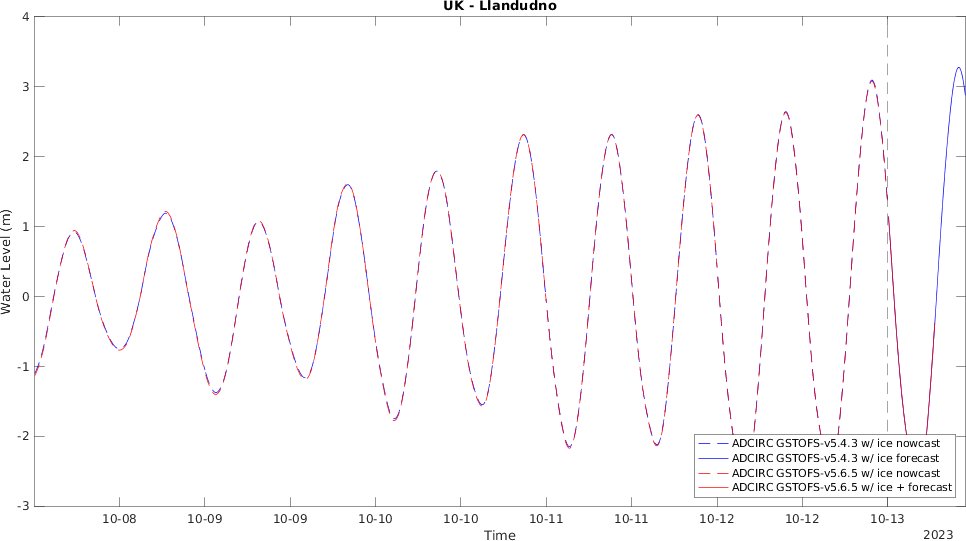 UK - Llandudno
4
3
2
1
0
-1
-2
-3
Water Level (m)
10-08
10-09
10-09
10-10
10-10
10-11
10-11
10-12
10-12
10-13
Time
2023
ADCIRC GSTOFS-v5.4.3 w/ ice nowcast
ADCIRC GSTOFS-v5.4.3 w/ ice forecast
ADCIRC GSTOFS-v5.6.5 w/ ice nowcast
ADCIRC GSTOFS-v5.6.5 w/ ice + forecast